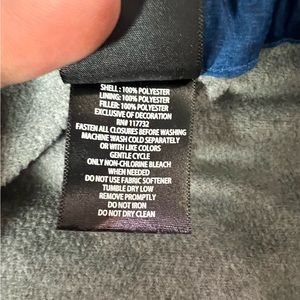 SHELL: 100% POLYESTER
LINING: 100% POLYESTER
FILLER: 100% POLYESTER
EXCLUSIVE OF DECORATION
RN# 117732
FASTEN ALL CLOSURES BEFORE WASHING
MACHINE WASH COLD SEPARATELY
OR WITH LIKE COLORS
GENTLE CYCLE
ONLY NON-CHLORINE BLEACH
WHEN NEEDED
DO NOT USE FABRIC SOFTENER
TUMBLE DRY LOW
REMOVE PROMPTLY
DO NOT IRON
DO NOT DRY CLEAN